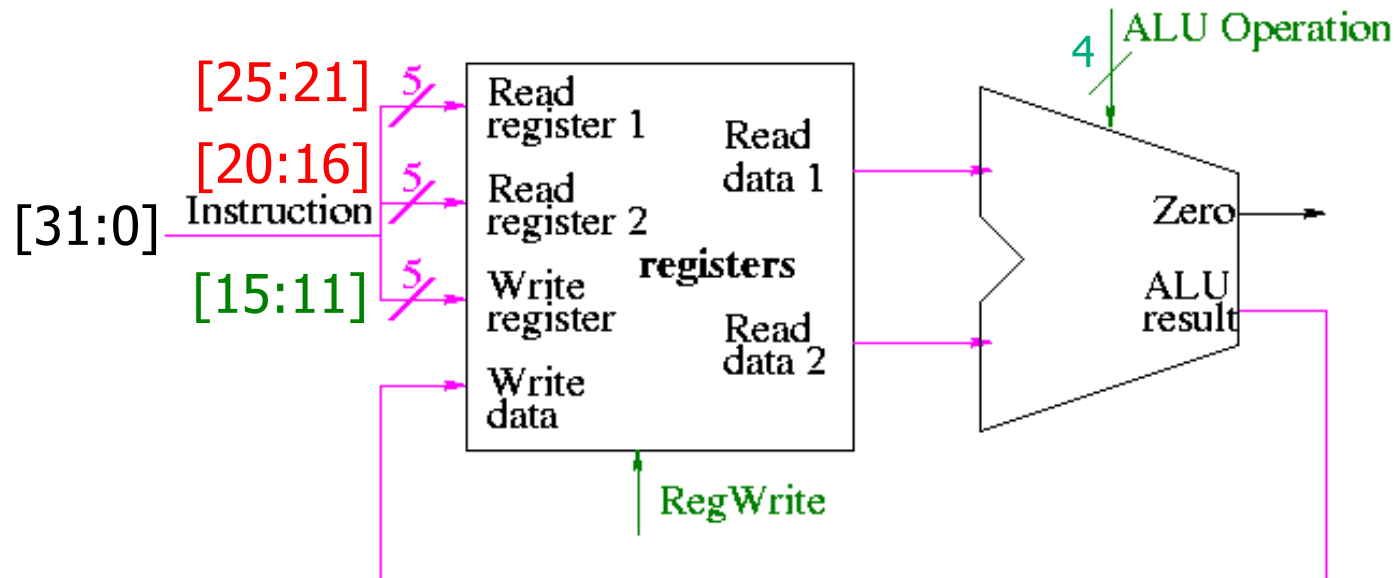 ALU Operation
4
[25:21]
5
Read
register 1
[20:16]
5
Read
register 2
Instruction
[31:0]
[15:11]
5
Write
register
Write
data
registers
Read
data 1
Read
data 2
Zero
ALU
result
RegWrite